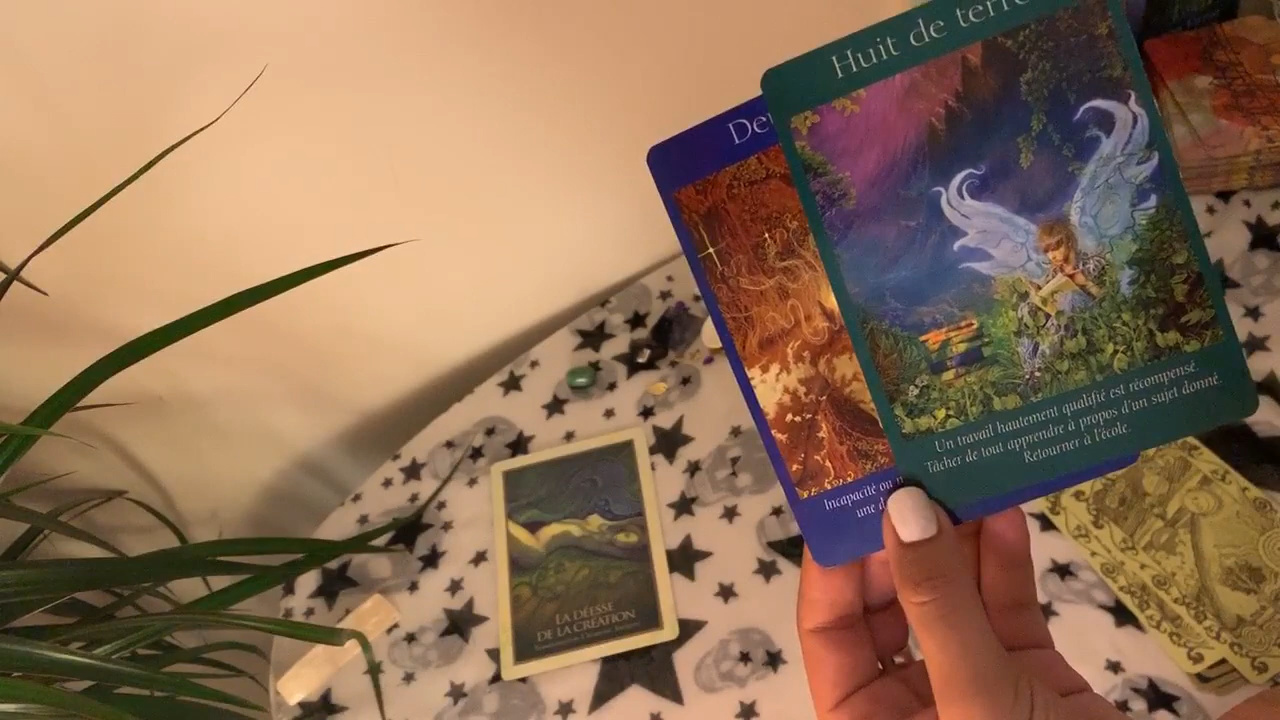 Huit de terre
Un travail hautement qualifié est récompensé.
Tâcher de tout apprendre à propos d'un sujet donné.
Retourner à l'école.
De
Incapacité ou
une d
LA DÉESSE
DE LA CRÉATION